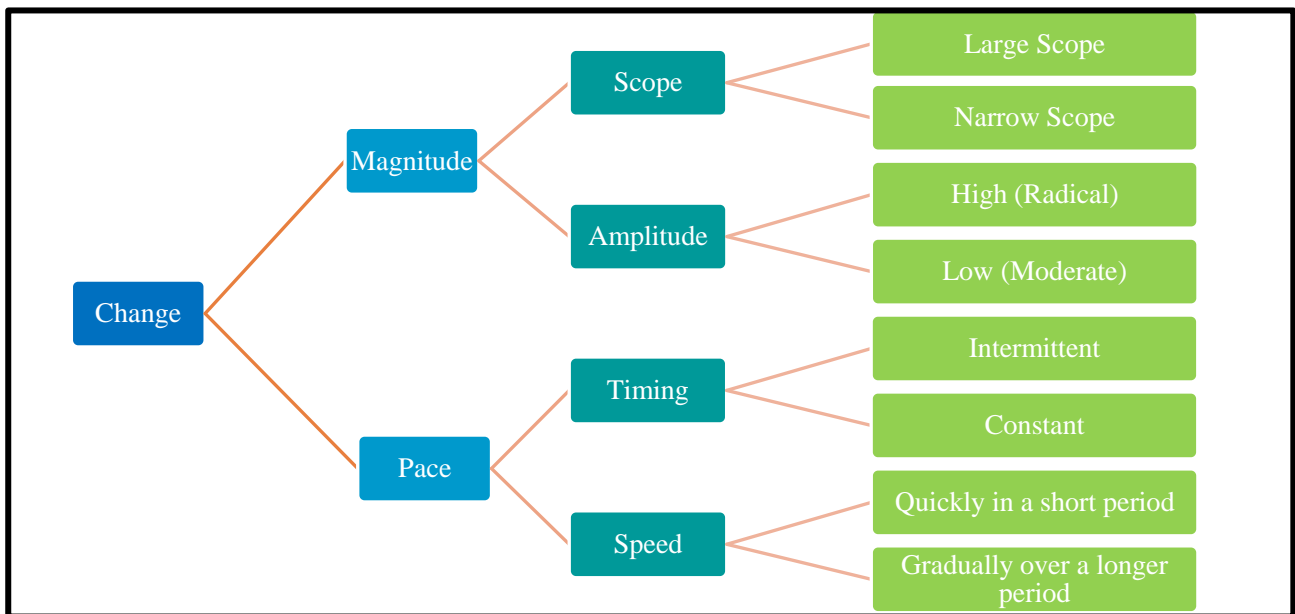 Change
Magnitude
Pace
Scope
Amplitude
Timing
Speed
Large Scope
Narrow Scope
High (Radical)
Low (Moderate)
Intermittent
Constant
Quickly in a short period
Gradually over a longer
period